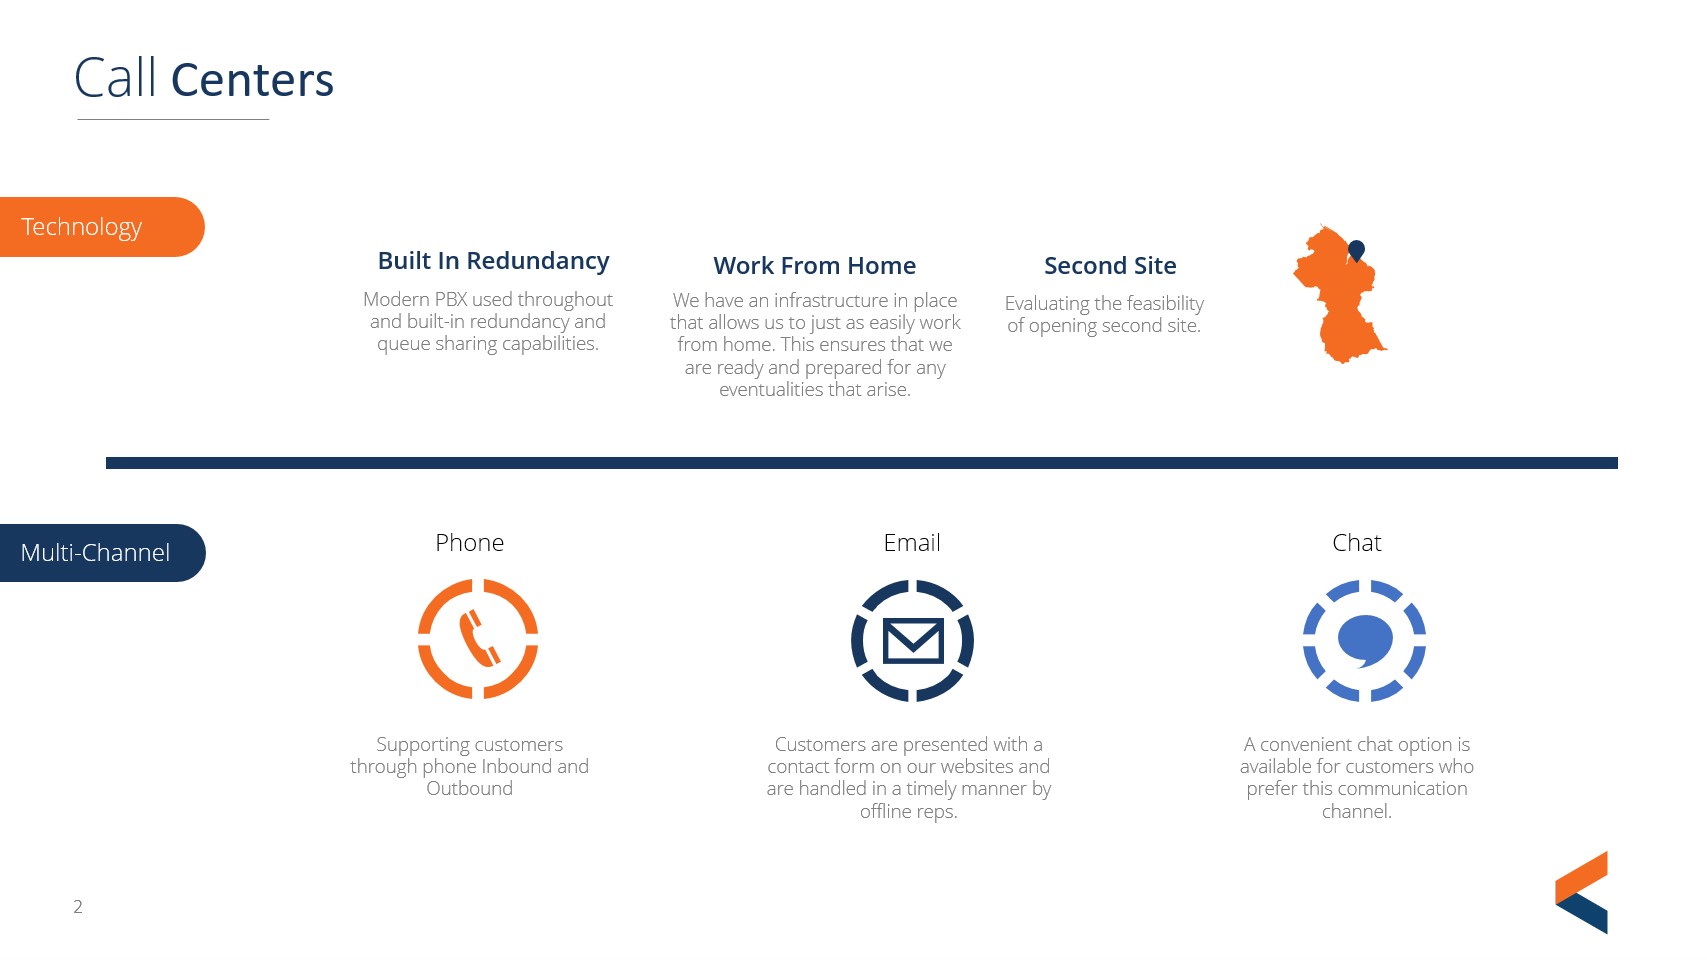 Call Centers
Technology
Built In Redundancy
Modern PBX used throughout
and built-in redundancy and
queue sharing capabilities.
Work From Home
We have an infrastructure in place
that allows us to just as easily work
from home. This ensures that we
are ready and prepared for any
eventualities that arise.
Second Site
Evaluating the feasibility
of opening second site.
Multi-Channel
Phone
Supporting customers
through phone Inbound and
Outbound
Email
Customers are presented with a
contact form on our websites and
are handled in a timely manner by
offline reps.
Chat
A convenient chat option is
available for customers who
prefer this communication
channel.
2